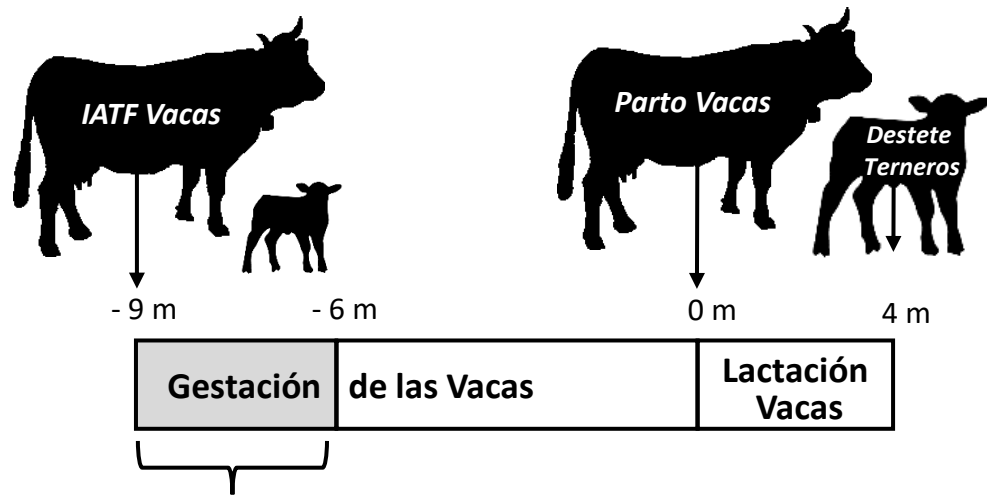 IATF Vacas
Parto Vacas
Destete
Terneros
- 9 m
- 6 m
0 m
4 m
Gestación de las Vacas
Lactación
Vacas